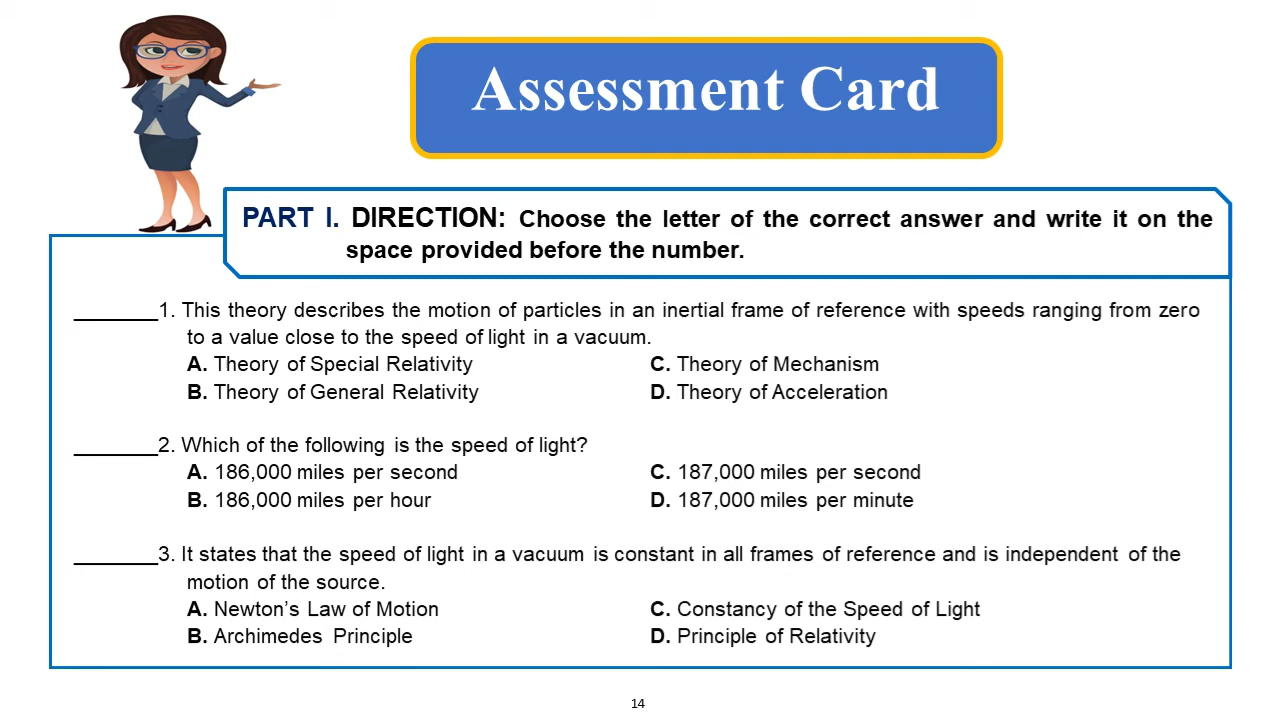 Assessment Card
PART I. DIRECTION: Choose the letter of the correct answer and write it on the
space provided before the number.
_______1. This theory describes the motion of particles in an inertial frame of reference with speeds ranging from zero
to a value close to the speed of light in a vacuum.
A. Theory of Special Relativity C. Theory of Mechanism
B. Theory of General Relativity D. Theory of Acceleration
_______2. Which of the following is the speed of light?
A. 186,000 miles per second C. 187,000 miles per second
B. 186,000 miles per hour D. 187,000 miles per minute
_______3. It states that the speed of light in a vacuum is constant in all frames of reference and is independent of the
motion of the source.
A. Newton’s Law of Motion C. Constancy of the Speed of Light
B. Archimedes Principle D. Principle of Relativity
14